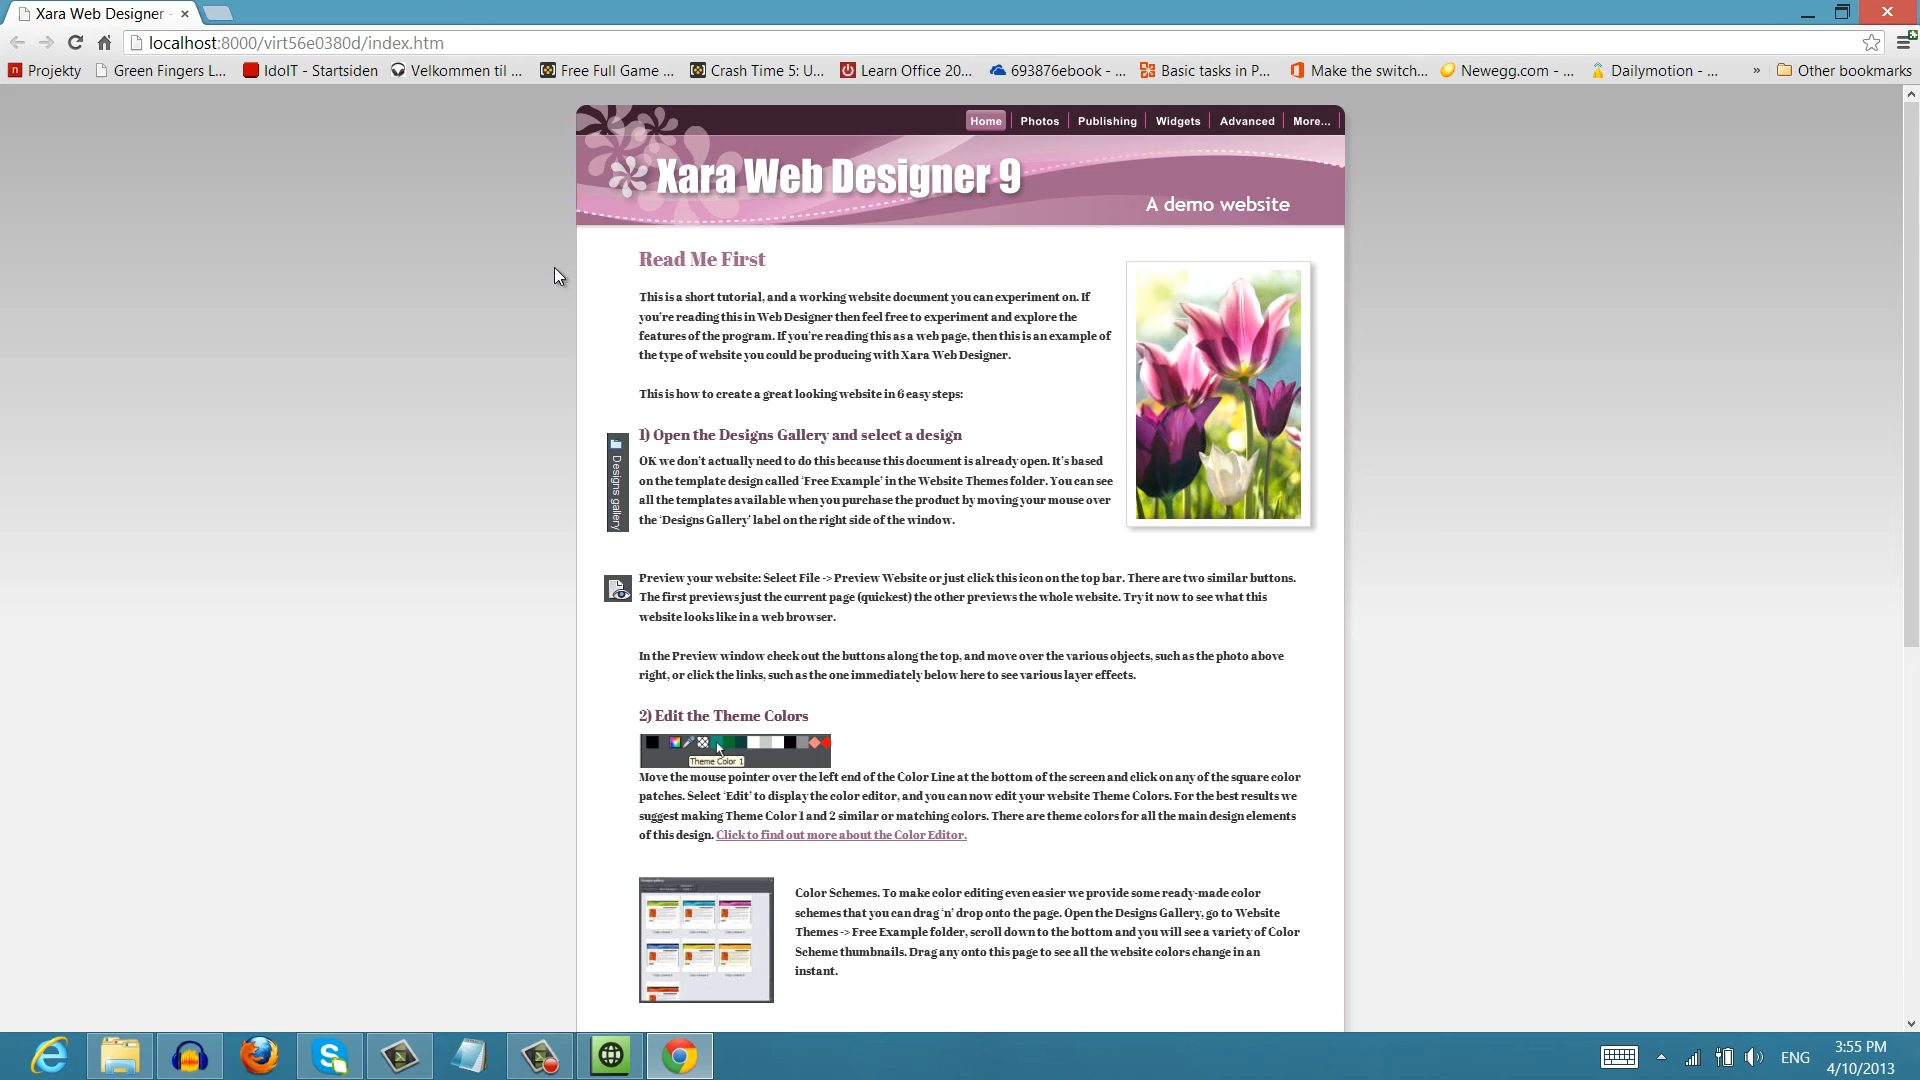 Xara Web Designer -
localhost:8000/virt56e0380d/index.htm
Projekty
Green Fingers L...
IdoIT - Startsiden
Velkommen til ...
Free Full Game ...
Crash Time 5: U...
Learn Office 20...
693876ebook - ...
Basic tasks in P...
Make the switch...
Newegg.com - ...
Dailymotion - ...
»
Other bookmarks
Home
Photos
Publishing
Widgets
Advanced
More...
Xara Web Designer 9
A demo website
Read Me First
This is a short tutorial, and a working website document you can experiment on. If
you’re reading this in Web Designer then feel free to experiment and explore the
features of the program. If you’re reading this as a web page, then this is an example of
the type of website you could be producing with Xara Web Designer.
This is how to create a great looking website in 6 easy steps:
1) Open the Designs Gallery and select a design
Designs gallery
OK we don’t actually need to do this because this document is already open. It’s based
on the template design called ‘Free Example’ in the Website Themes folder. You can see
all the templates available when you purchase the product by moving your mouse over
the ‘Designs Gallery’ label on the right side of the window.
Preview your website: Select File -> Preview Website or just click this icon on the top bar. There are two similar buttons.
The first previews just the current page (quickest) the other previews the whole website. Try it now to see what this
website looks like in a web browser.
In the Preview window check out the buttons along the top, and move over the various objects, such as the photo above
right, or click the links, such as the one immediately below here to see various layer effects.
2) Edit the Theme Colors
Theme Color 1
Move the mouse pointer over the left end of the Color Line at the bottom of the screen and click on any of the square color
patches. Select ‘Edit’ to display the color editor, and you can now edit your website Theme Colors. For the best results we
suggest making Theme Color 1 and 2 similar or matching colors. There are theme colors for all the main design elements
of this design. Click to find out more about the Color Editor.
Color Schemes. To make color editing even easier we provide some ready-made color
schemes that you can drag ‘n’ drop onto the page. Open the Designs Gallery, go to Website
Themes -> Free Example folder, scroll down to the bottom and you will see a variety of Color
Scheme thumbnails. Drag any onto this page to see all the website colors change in an
instant.
ENG
3:55 PM
4/10/2013